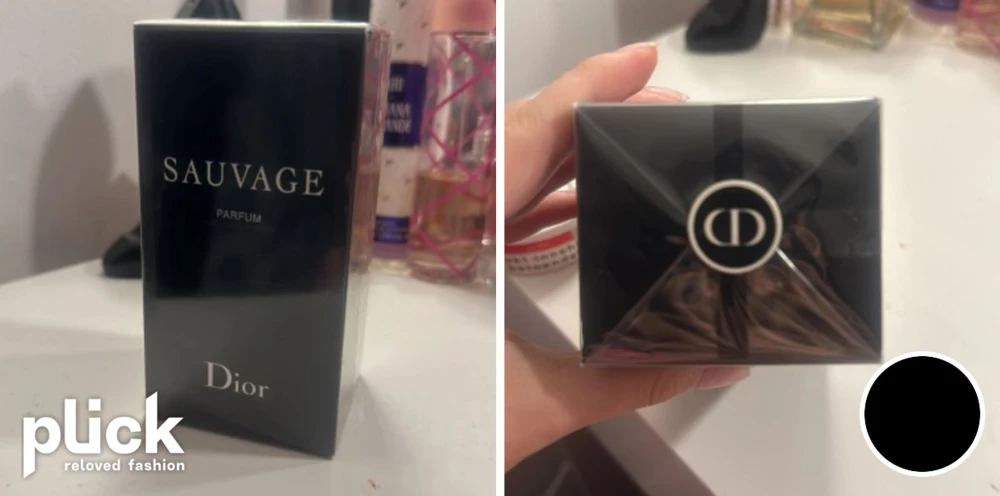 SAUVAGE
PARFUM
Dior
plick
reloved fashion
CD